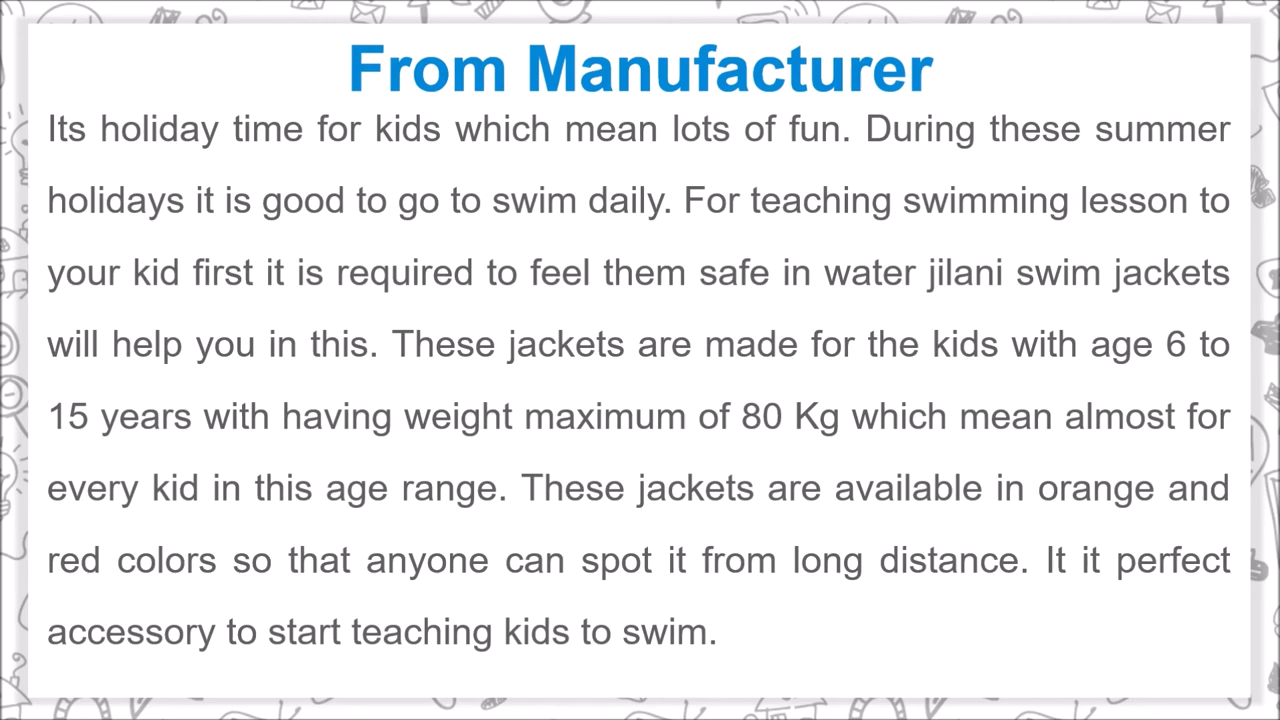 From Manufacturer
Its holiday time for kids which mean lots of fun. During these summer
holidays it is good to go to swim daily. For teaching swimming lesson to
your kid first it is required to feel them safe in water jilani swim jackets
will help you in this. These jackets are made for the kids with age 6 to
15 years with having weight maximum of 80 Kg which mean almost for
every kid in this age range. These jackets are available in orange and
red colors so that anyone can spot it from long distance. It it perfect
accessory to start teaching kids to swim.